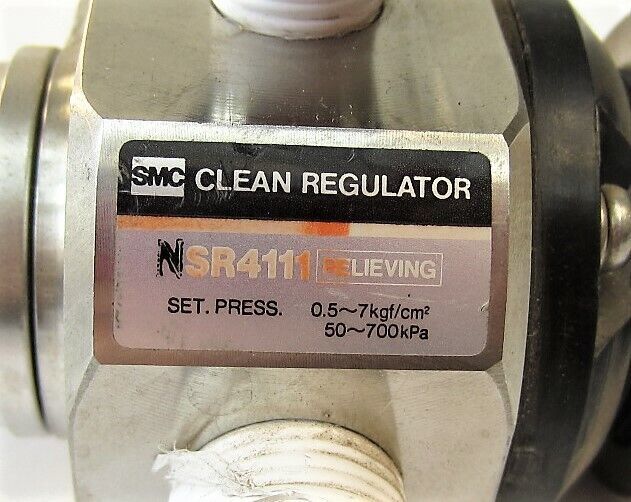 SMC CLEAN REGULATOR
NSR4111 RELIEVING
SET. PRESS. 0.5~7kgf/cm²
50~700kPa